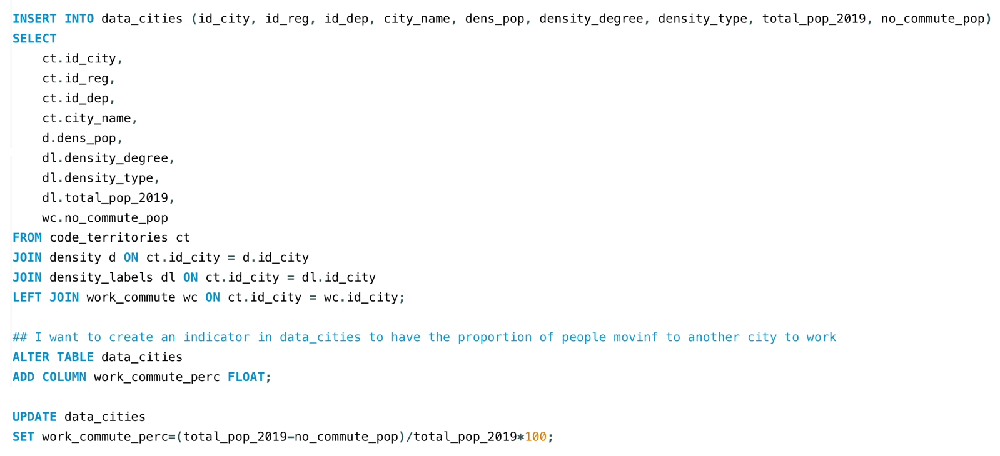 INSERT INTO data_cities (id_city, id_reg, id_dep, city_name, dens_pop, density_degree, density_type, total_pop_2019, no_commute_pop)
SELECT
    ct.id_city,
    ct.id_reg,
    ct.id_dep,
    ct.city_name,
    d.dens_pop,
    dl.density_degree,
    dl.density_type,
    dl.total_pop_2019,
    wc.no_commute_pop
FROM code_territories ct
JOIN density d ON ct.id_city = d.id_city
JOIN density_labels dl ON ct.id_city = dl.id_city
LEFT JOIN work_commute wc ON ct.id_city = wc.id_city;
## I want to create an indicator in data_cities to have the proportion of people movinf to another city to work
ALTER TABLE data_cities
ADD COLUMN work_commute_perc FLOAT;
UPDATE data_cities
SET work_commute_perc=(total_pop_2019-no_commute_pop)/total_pop_2019*100;